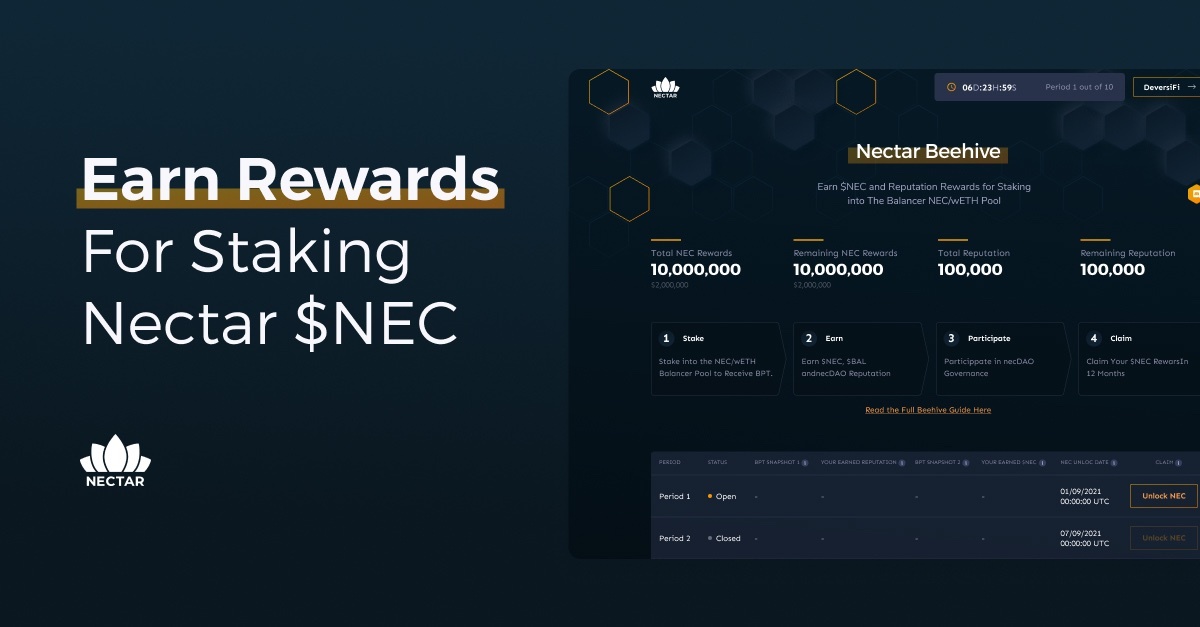 Earn Rewards
For Staking
Nectar $NEC
NECTAR
NECTAR
06D:23H:59S Period 1 out of 10
DeversiFi →
Nectar Beehive
Earn $NEC and Reputation Rewards for Staking
into The Balancer NEC/wETH Pool
Total NEC Rewards
10,000,000
$2,000,000
Remaining NEC Rewards
10,000,000
$2,000,000
Total Reputation
100,000
Remaining Reputation
100,000
1 Stake
Stake into the NEC/wETH
Balancer Pool to Receive BPT.
2 Earn
Earn $NEC, $BAL
andnecDAO Reputation
3 Participate
Particippate in necDAO
Governance
4 Claim
Claim Your $NEC RewarsIn
12 Months
Read the Full Beehive Guide Here
PERIOD STATUS BPT SNAPSHOT 1 YOUR EARNED REPUTATION BPT SNAPSHOT 2 YOUR EARNED $NEC NEC UNLOC DATE CLAIM
Period 1 Open - - - - 01/09/2021
00:00:00 UTC
Unlock NEC
Period 2 Closed - - - - 07/09/2021
00:00:00 UTC
Unlock NEC